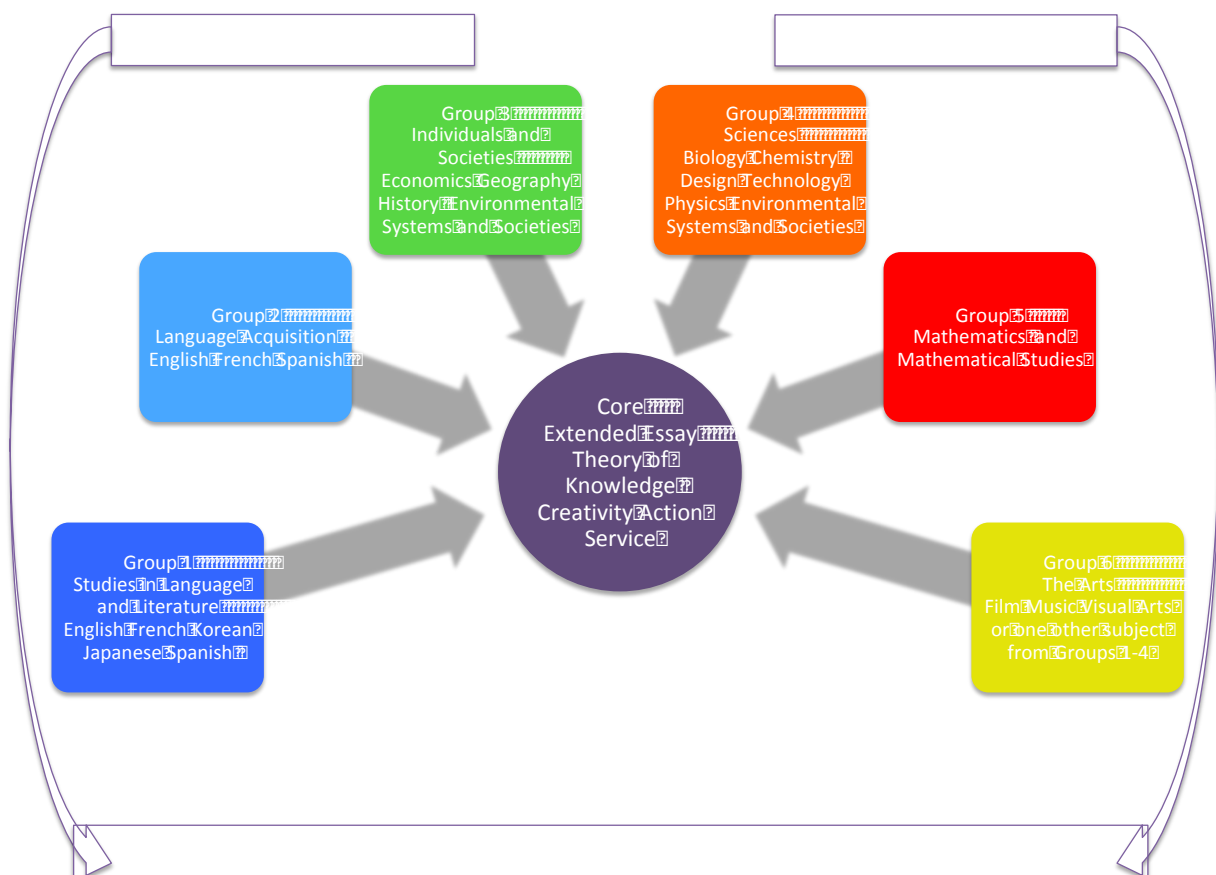 Group 3
Individuals and
Societies
Economics Geography
History Environmental
Systems and Societies
Group 4
Sciences
Biology Chemistry
Design Technology
Physics Environmental
Systems and Societies
Group 2
Language Acquisition
English French Spanish
Group 5
Mathematics and
Mathematical Studies
Core
Extended Essay
Theory of
Knowledge
Creativity Action
Service
Group 1
Studies in Language
and Literature
English French Korean
Japanese Spanish
Group 6
The Arts
Film Music Visual Arts
or one other subject
from Groups 1-4